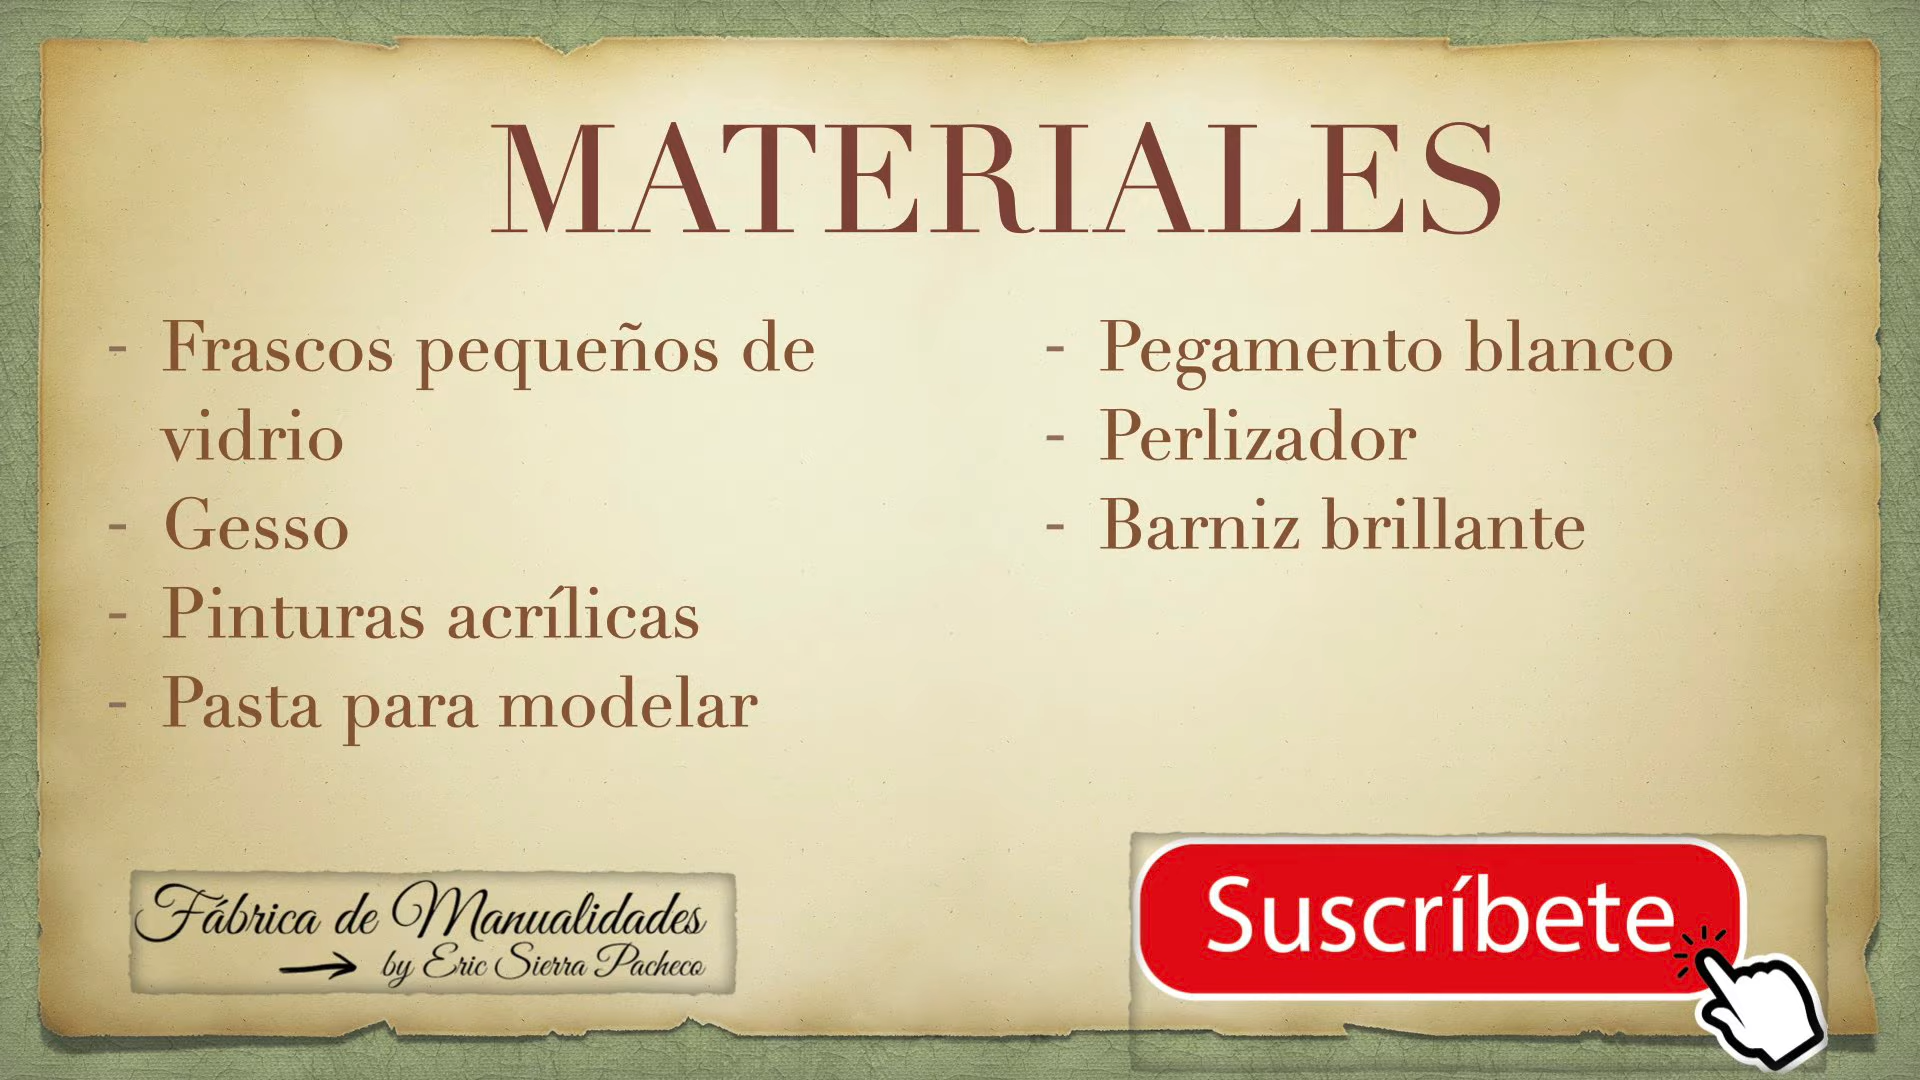 MATERIALES
- Frascos pequeños de
vidrio
- Gesso
- Pinturas acrílicas
- Pasta para modelar
- Pegamento blanco
- Perlizador
- Barniz brillante
Fábrica de Manualidades
by Eric Sierra Pacheco
Suscríbete